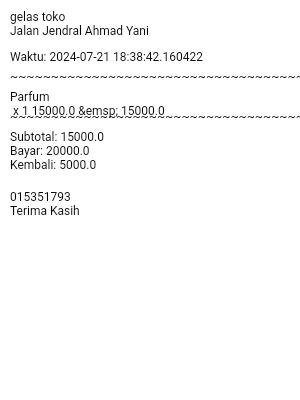 gelas toko
Jalan Jendral Ahmad Yani
Waktu: 2024-07-21 18:38:42.160422
~~~~~~~~~~~~~~~~~~~~~~~~~~~~~~~~~~~~
Parfum
x 1 15000.0 &emsp; 15000.0
~~~~~~~~~~~~~~~~~~~~~~~~~~~~~~~~~~~~
Subtotal: 15000.0
Bayar: 20000.0
Kembali: 5000.0
015351793
Terima Kasih